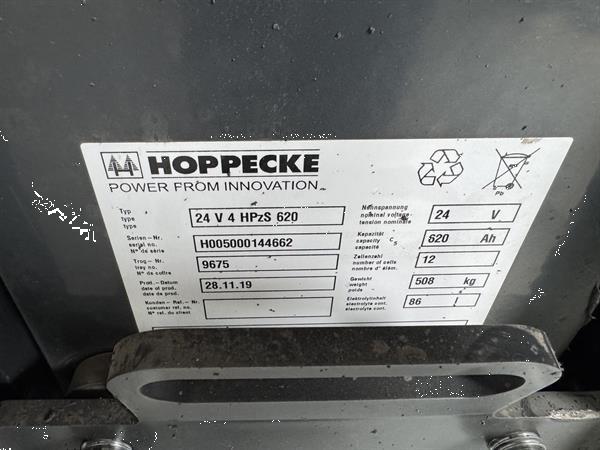 HOPPECKE
POWER FROM INNOVATION
Typ
type
type
24 V 4 HPzS 620
Serien-Nr.
serial no.
N° de série
H005000144662
Trog-Nr.
tray no.
N° de coffre
9675
Prod.-Datum
date of prod.
date de prod.
28.11.19
Kunden-Ref.-Nr.
customer ref. no.
N° ref. du client
Pb
Nennspannung
nominal voltage
tension nominale
24 V
Kapazität
capacity C5
capacité
620 Ah
Zellenzahl
number of cells
nombre d' élem.
12
Gewicht
weight
poids
508 kg
Elektrolytinhalt
electrolyte cont.
électrolyte cont.
86 l